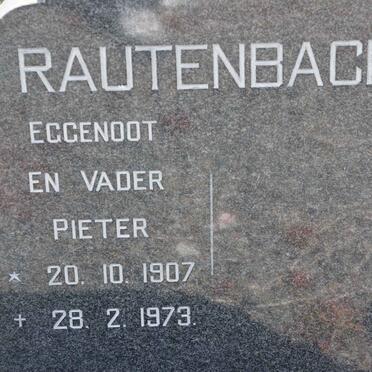 RAUTENBAC
EGGENOOT
EN VADER
PIETER
* 20. 10. 1907
+ 28. 2. 1973.